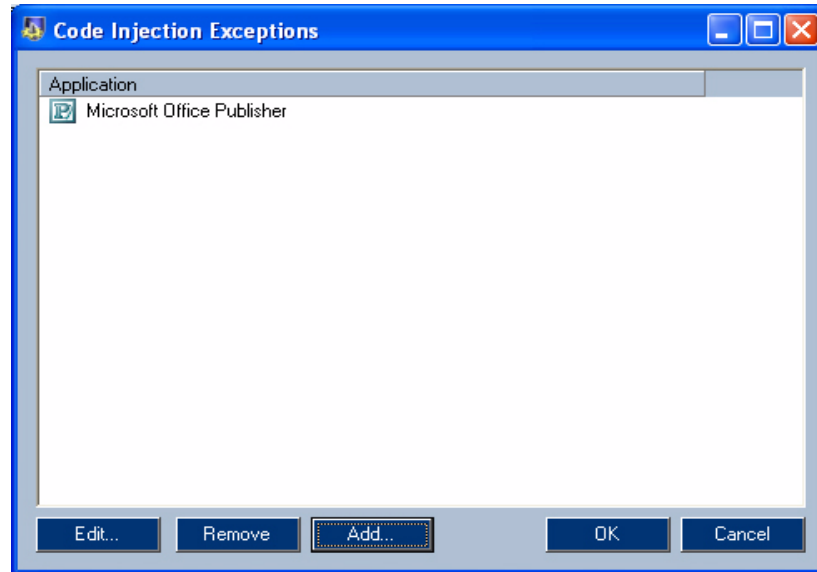 Code Injection Exceptions
Application
Microsoft Office Publisher
Edit... Remove Add... OK Cancel